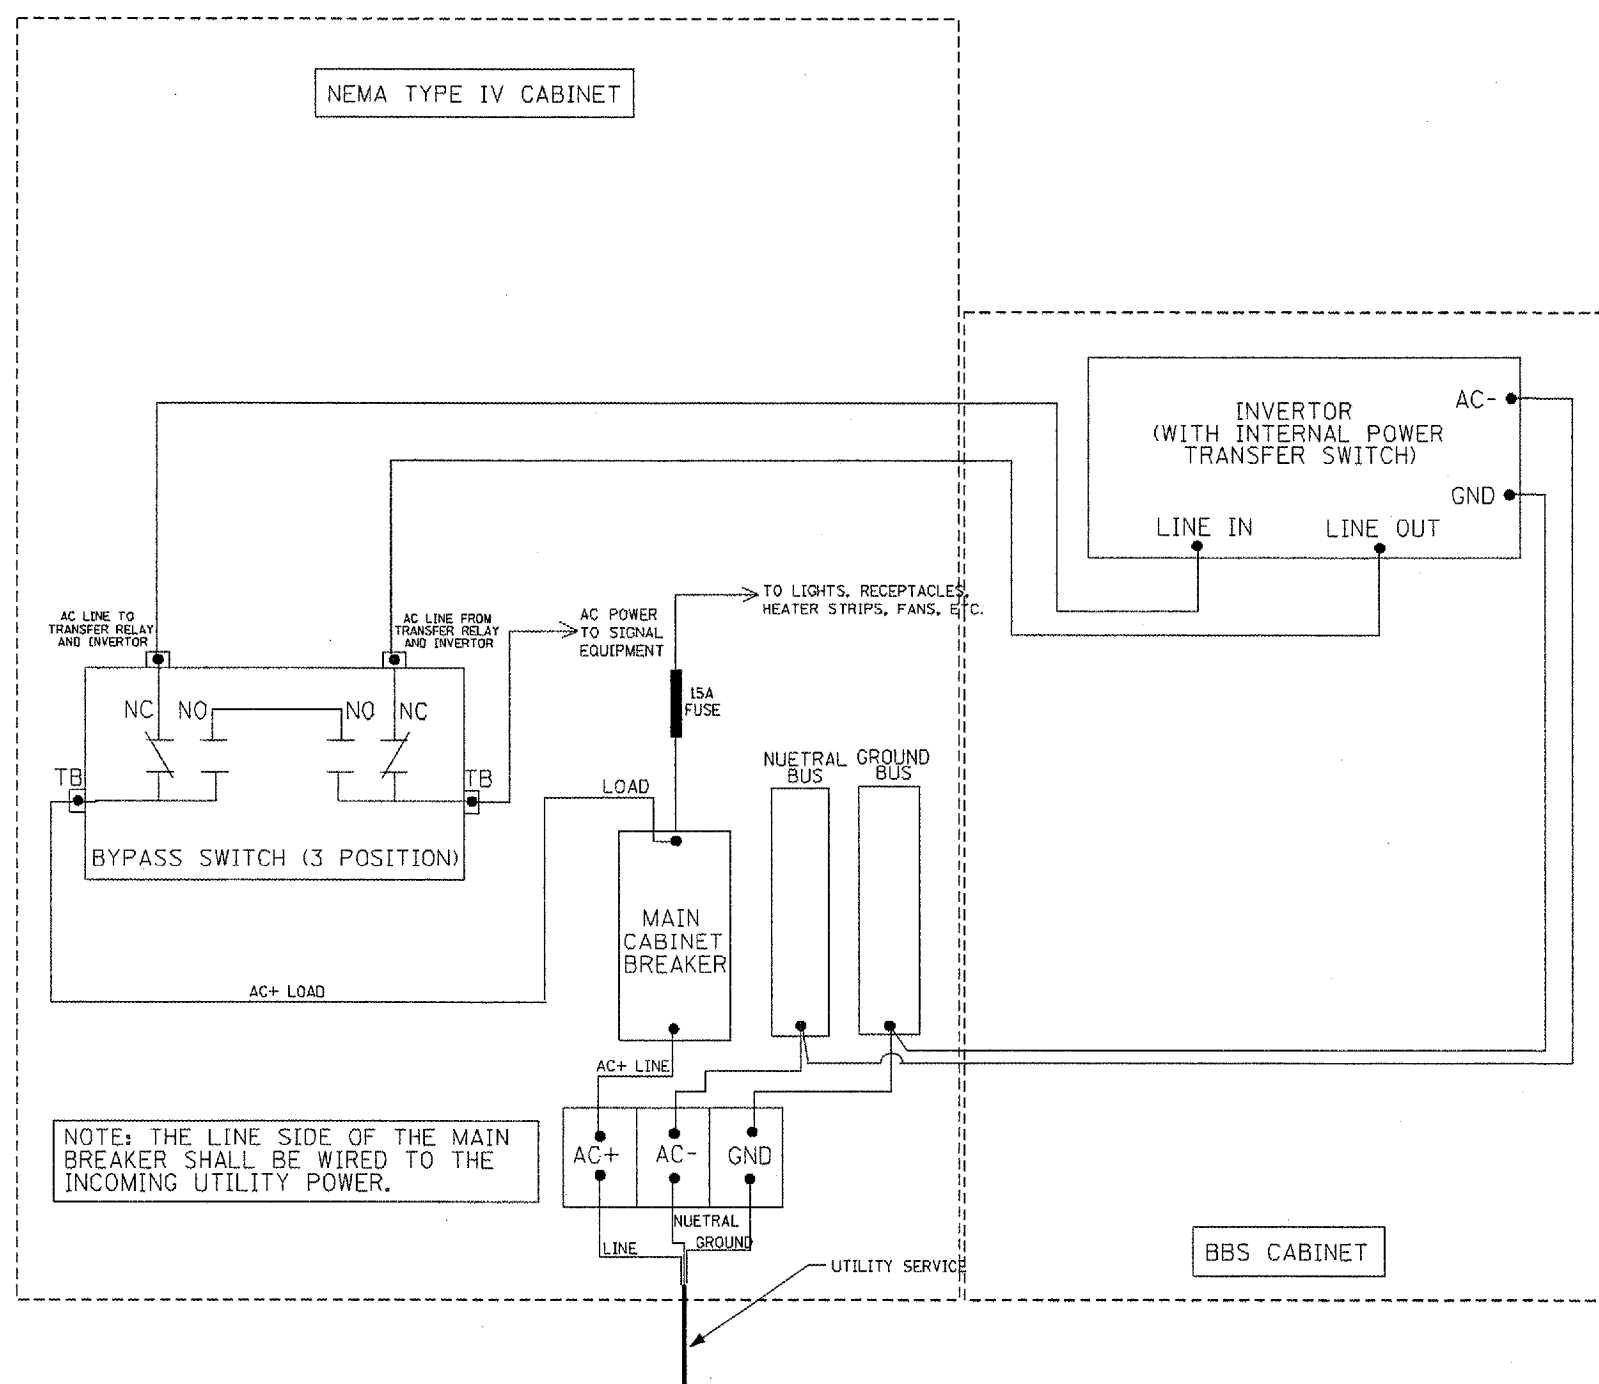 NEMA TYPE IV CABINET
INVERTOR
(WITH INTERNAL POWER
TRANSFER SWITCH)
AC-
GND
LINE IN
LINE OUT
AC LINE TO
TRANSFER RELAY
AND INVERTOR
AC LINE FROM
TRANSFER RELAY
AND INVERTOR
AC POWER
TO SIGNAL
EQUIPMENT
TO LIGHTS, RECEPTACLES,
HEATER STRIPS, FANS, ETC.
15A
FUSE
NC
NO
NO
NC
TB
TB
BYPASS SWITCH (3 POSITION)
LOAD
NUETRAL
BUS
GROUND
BUS
MAIN
CABINET
BREAKER
AC+ LOAD
AC+ LINE
NOTE: THE LINE SIDE OF THE MAIN
BREAKER SHALL BE WIRED TO THE
INCOMING UTILITY POWER.
AC+
AC-
GND
NUETRAL
LINE
GROUND
UTILITY SERVICE
BBS CABINET